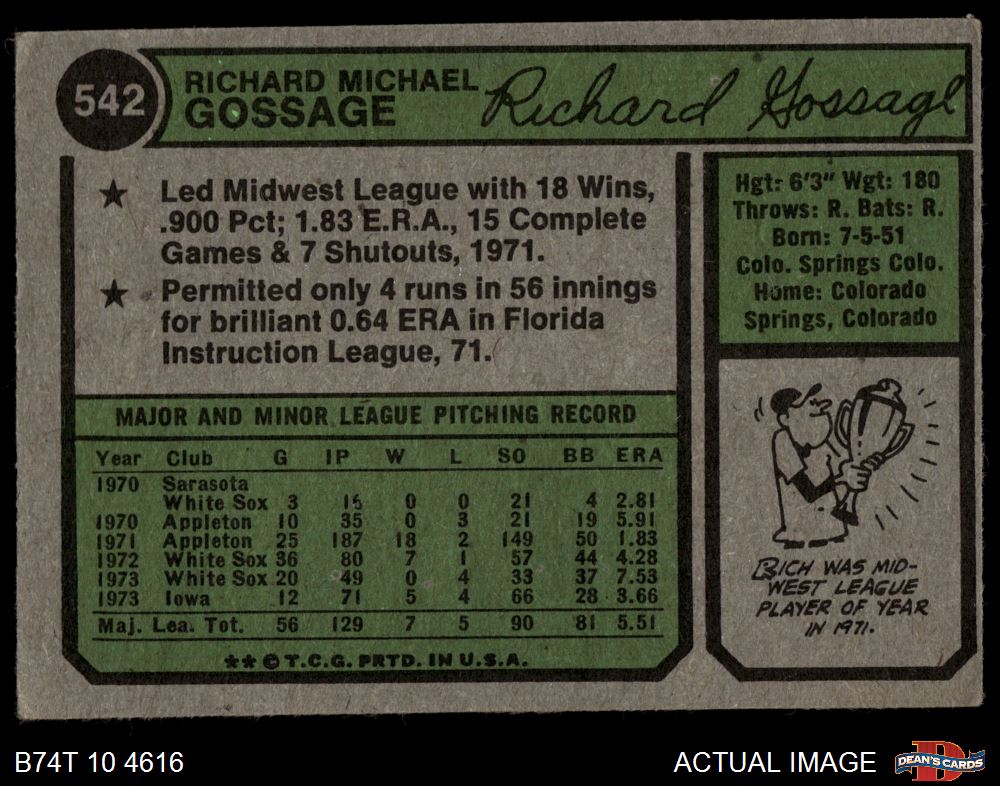 542
RICHARD MICHAEL
GOSSAGE
Richard Gossage
★ Led Midwest League with 18 Wins,
.900 Pct; 1.83 E.R.A., 15 Complete
Games & 7 Shutouts, 1971.
★ Permitted only 4 runs in 56 innings
for brilliant 0.64 ERA in Florida
Instruction League, 71.
Hgt: 6'3" Wgt: 180
Throws: R. Bats: R.
Born: 7-5-51
Colo. Springs Colo.
Home: Colorado
Springs, Colorado
MAJOR AND MINOR LEAGUE PITCHING RECORD
Year Club G IP W L SO BB ERA
1970 Sarasota
White Sox 3 16 0 0 21 4 2.81
1970 Appleton 10 35 0 3 21 19 5.91
1971 Appleton 25 187 18 2 149 50 1.83
1972 White Sox 36 80 7 1 57 44 4.28
1973 White Sox 20 49 0 4 33 37 7.53
1973 Iowa 12 71 5 4 66 28 3.66
Maj. Lea. Tot. 56 129 7 5 90 81 5.51
** © T.C.G. PRTD. IN U.S.A.
RICH WAS MID-
WEST LEAGUE
PLAYER OF YEAR
IN 1971.
B74T 10 4616
ACTUAL IMAGE
D
DEAN'S CARDS